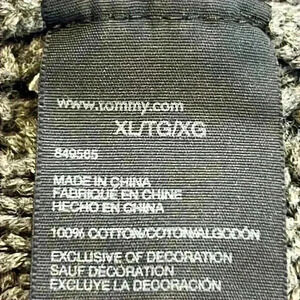 www.tommy.com
XL/TG/XG
849565
MADE IN CHINA
FABRIQUÉ EN CHINE
HECHO EN CHINA
100% COTTON/COTON/ALGODÓN
EXCLUSIVE OF DECORATION
SAUF DÉCORATION
EXCLUYE LA DECORACIÓN